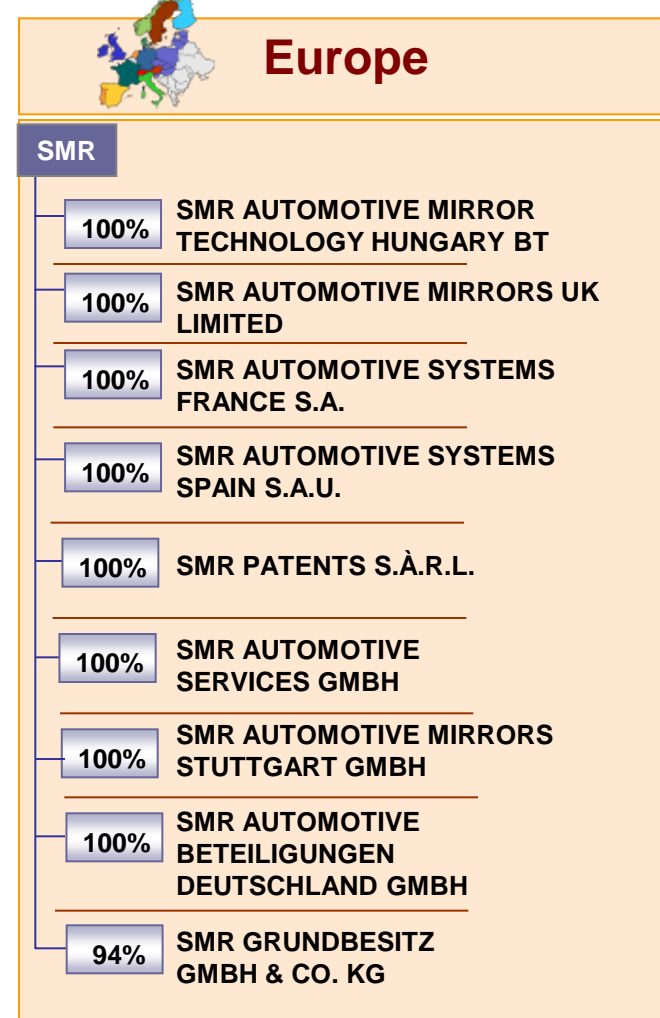 Europe
SMR
100%
SMR AUTOMOTIVE MIRROR
TECHNOLOGY HUNGARY BT
100%
SMR AUTOMOTIVE MIRRORS UK
LIMITED
100%
SMR AUTOMOTIVE SYSTEMS
FRANCE S.A.
100%
SMR AUTOMOTIVE SYSTEMS
SPAIN S.A.U.
100%
SMR PATENTS S.À.R.L.
100%
SMR AUTOMOTIVE
SERVICES GMBH
100%
SMR AUTOMOTIVE MIRRORS
STUTTGART GMBH
100%
SMR AUTOMOTIVE
BETEILIGUNGEN
DEUTSCHLAND GMBH
94%
SMR GRUNDBESITZ
GMBH & CO. KG